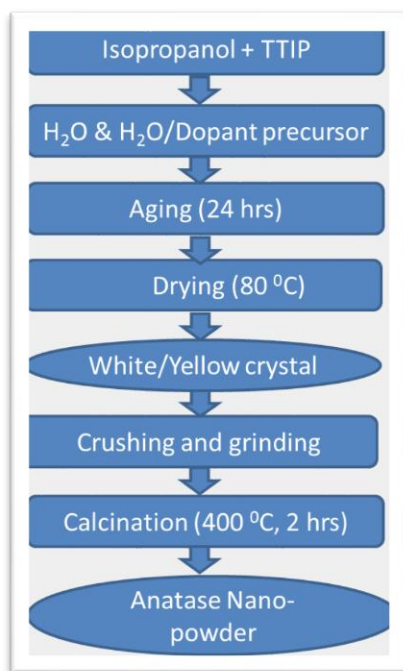 Isopropanol + TTIP
H₂O & H₂O/Dopant precursor
Aging (24 hrs)
Drying (80 ⁰C)
White/Yellow crystal
Crushing and grinding
Calcination (400 ⁰C, 2 hrs)
Anatase Nano-
powder